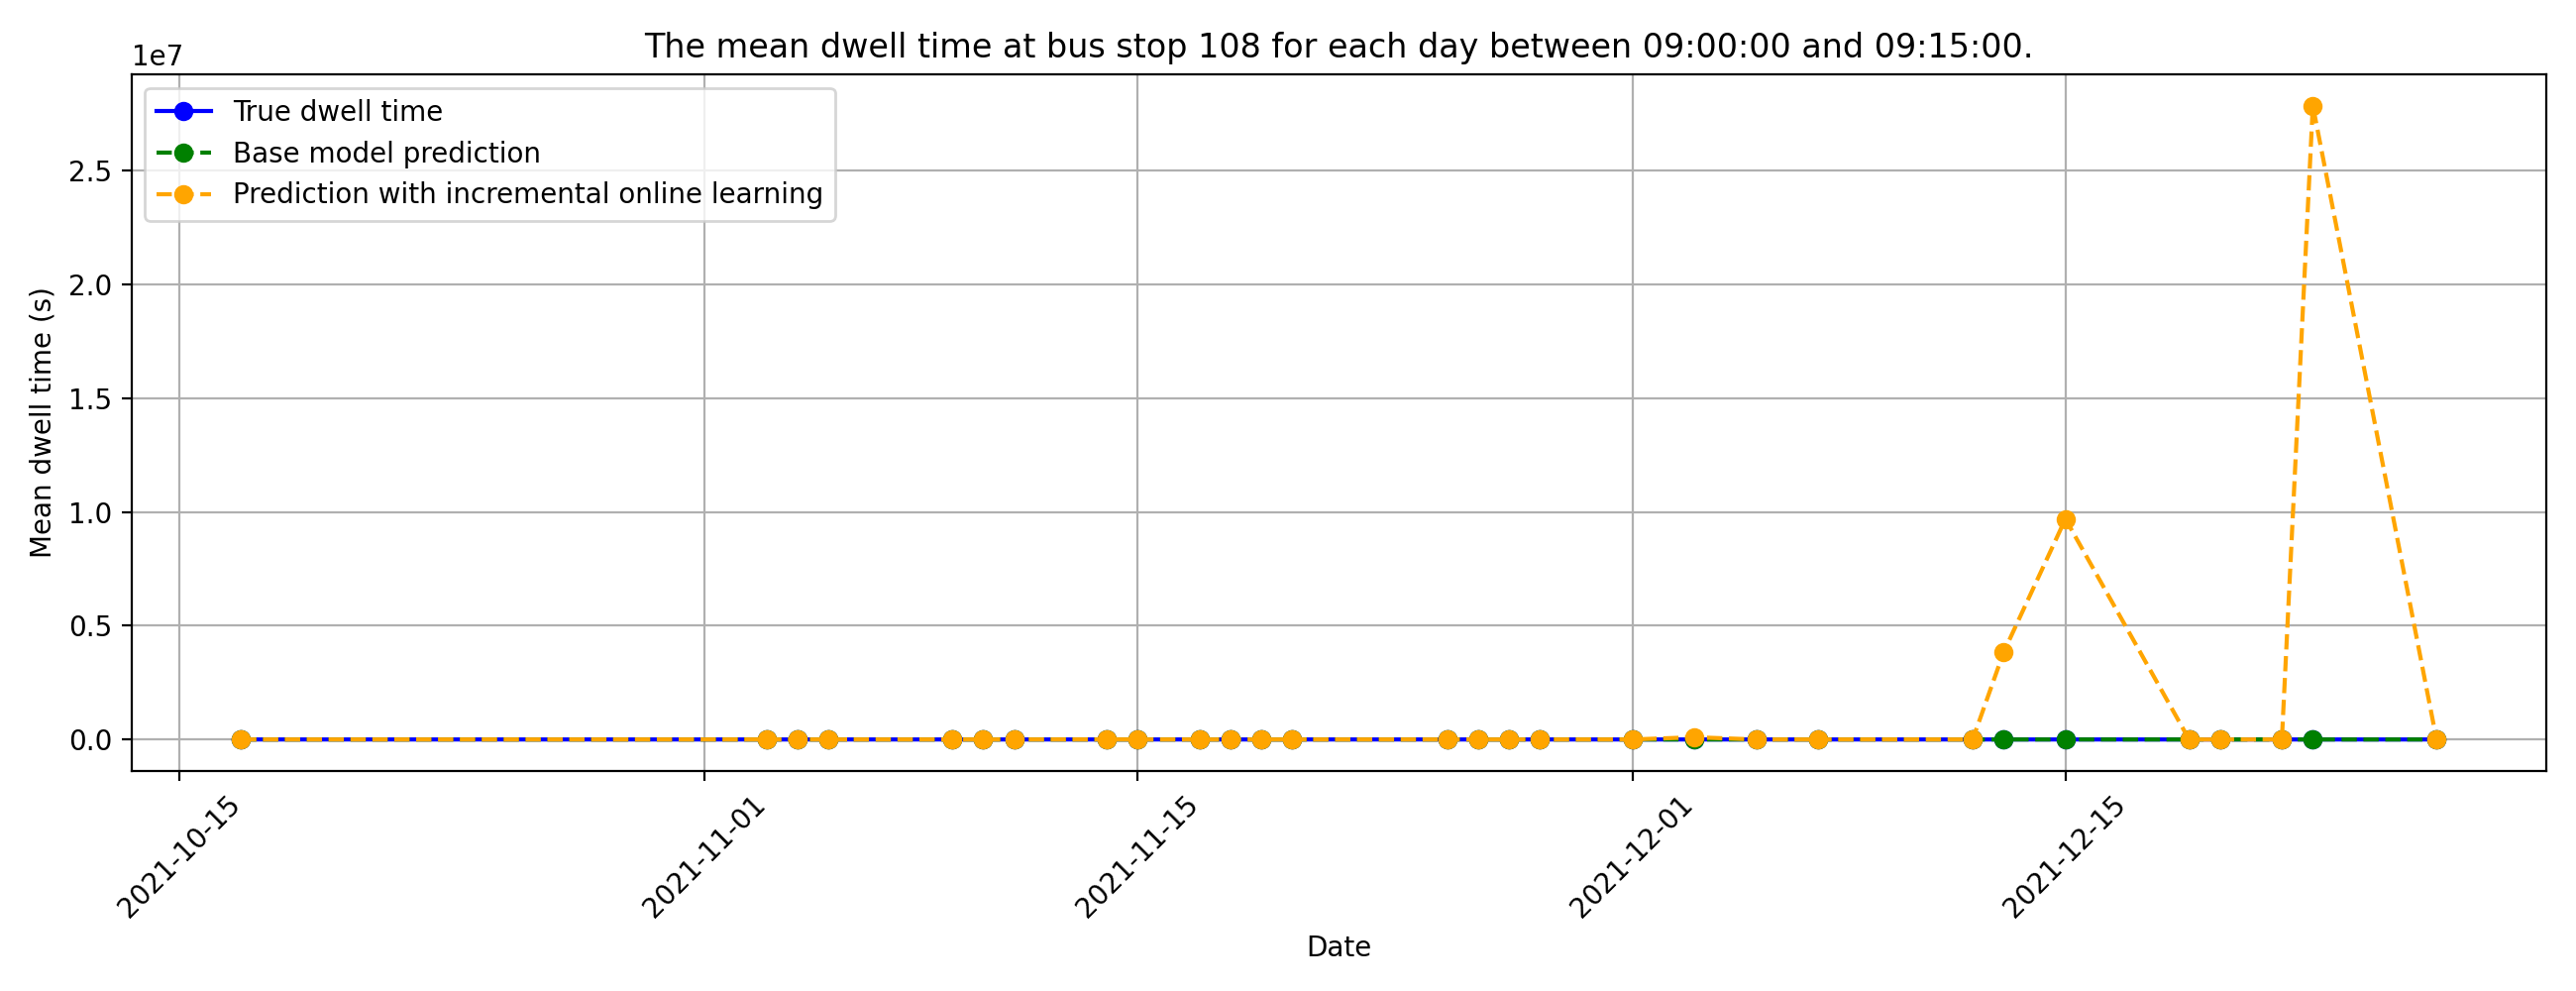 The mean dwell time at bus stop 108 for each day between 09:00:00 and 09:15:00.
1e7
True dwell time
Base model prediction
Prediction with incremental online learning
2.5
2.0
1.5
1.0
0.5
0.0
Mean dwell time (s)
2021-10-15
2021-11-01
2021-11-15
2021-12-01
2021-12-15
Date